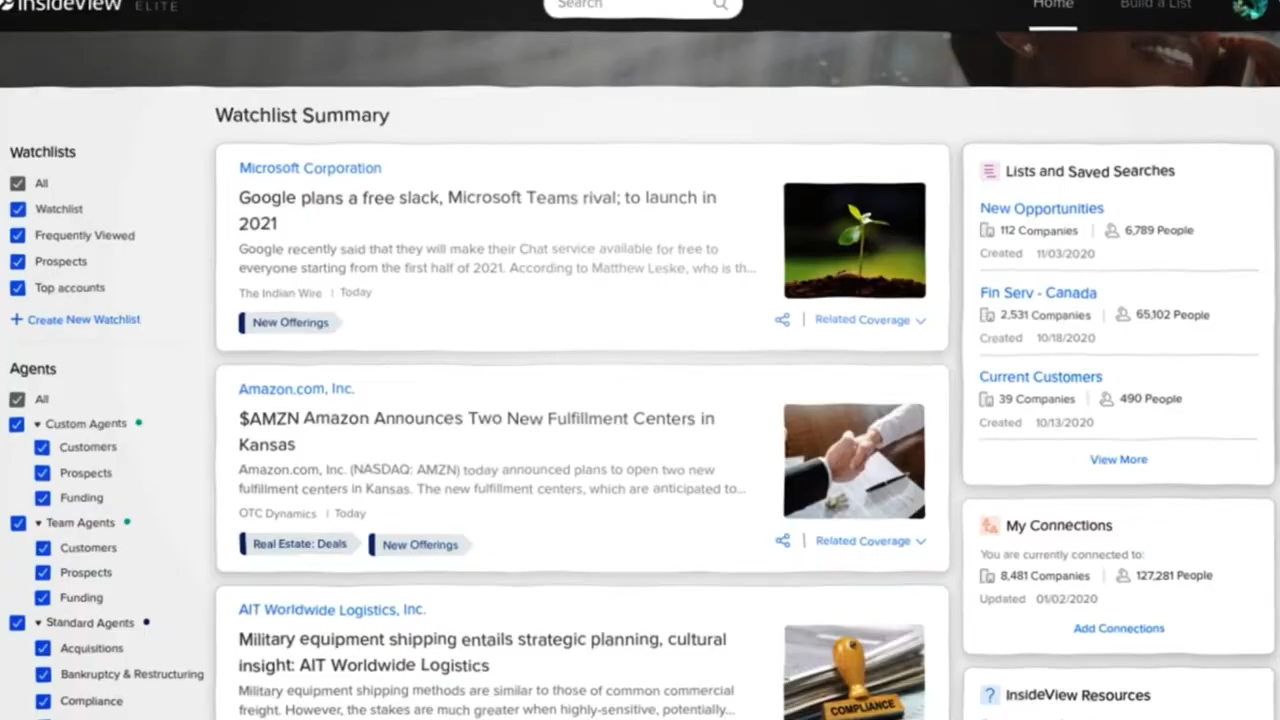 InsideView ELITE
Search
Home
Build a List
Watchlist Summary
Watchlists
All
Watchlist
Frequently Viewed
Prospects
Top accounts
+ Create New Watchlist
Agents
All
Custom Agents
Customers
Prospects
Funding
Team Agents
Customers
Prospects
Funding
Standard Agents
Acquisitions
Bankruptcy & Restructuring
Compliance
Microsoft Corporation
Google plans a free slack, Microsoft Teams rival; to launch in
2021
Google recently said that they will make their Chat service available for free to
everyone starting from the first half of 2021. According to Matthew Leske, who is th...
The Indian Wire | Today
New Offerings
Related Coverage
Amazon.com, Inc.
$AMZN Amazon Announces Two New Fulfillment Centers in
Kansas
Amazon.com, Inc. (NASDAQ: AMZN) today announced plans to open two new
fulfillment centers in Kansas. The new fulfillment centers, which are anticipated to...
OTC Dynamics | Today
Real Estate: Deals
New Offerings
Related Coverage
AIT Worldwide Logistics, Inc.
Military equipment shipping entails strategic planning, cultural
insight: AIT Worldwide Logistics
Military equipment shipping methods are similar to those of common commercial
freight. However, the stakes are much greater when highly-sensitive, potentially...
COMPLIANCE
Lists and Saved Searches
New Opportunities
112 Companies | 6,789 People
Created 11/03/2020
Fin Serv - Canada
2,531 Companies | 65,102 People
Created 10/18/2020
Current Customers
39 Companies | 490 People
Created 10/13/2020
View More
My Connections
You are currently connected to:
8,481 Companies | 127,281 People
Updated 01/02/2020
Add Connections
? InsideView Resources